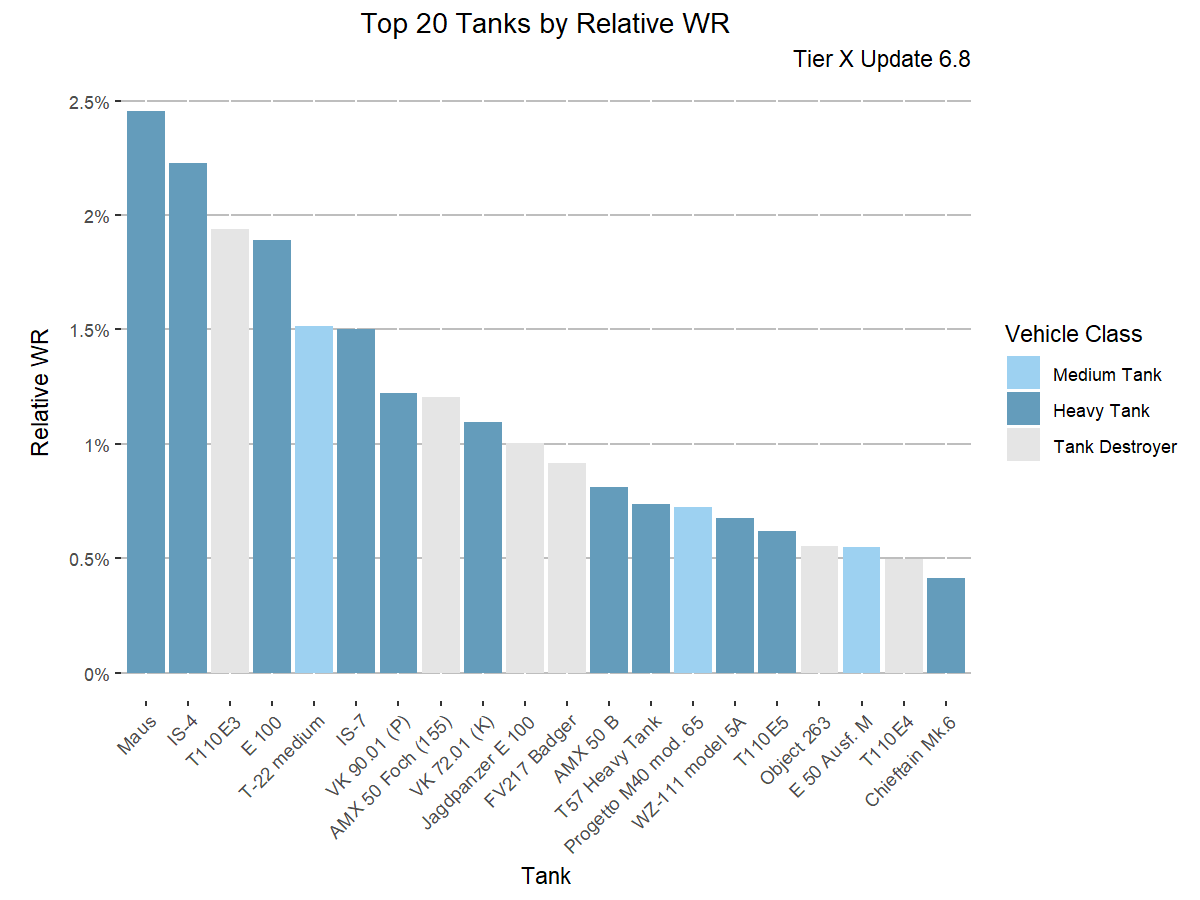 Top 20 Tanks by Relative WR
Tier X Update 6.8
2.5%
2%
1.5%
1%
0.5%
0%
Relative WR
Maus
IS-4
T110E3
E 100
T-22 medium
IS-7
VK 90.01 (P)
AMX 50 Foch (155)
VK 72.01 (K)
Jagdpanzer E 100
FV217 Badger
AMX 50 B
T57 Heavy Tank
Progetto M40 mod. 65
WZ-111 model 5A
T110E5
Object 263
E 50 Ausf. M
T110E4
Chieftain Mk.6
Tank
Vehicle Class
Medium Tank
Heavy Tank
Tank Destroyer